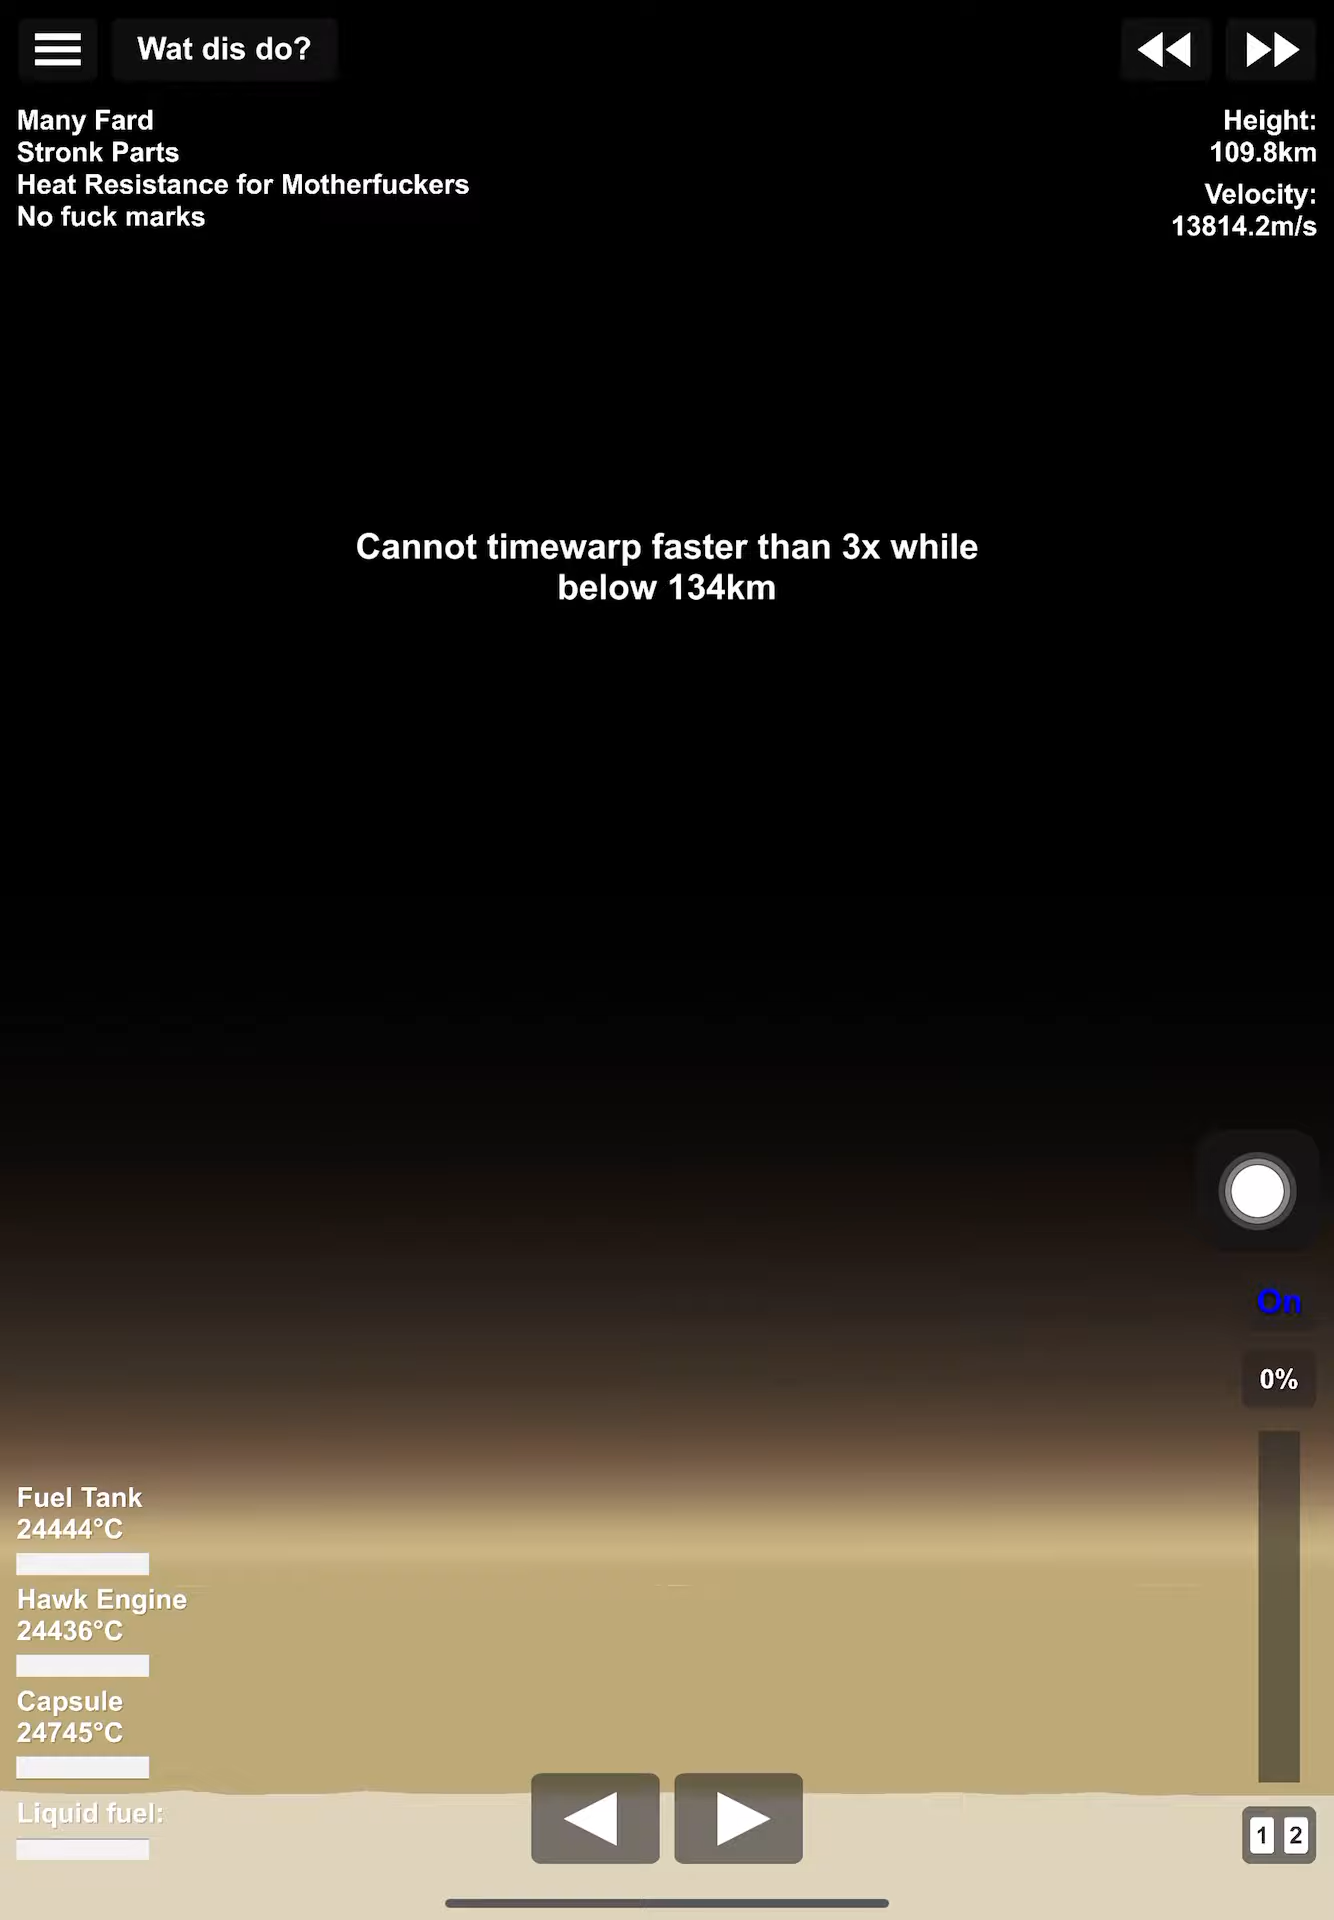 Wat dis do?
Many Fard
Stronk Parts
Heat Resistance for Motherfuckers
No fuck marks
Height:
109.8km
Velocity:
13814.2m/s
Cannot timewarp faster than 3x while
below 134km
On
0%
Fuel Tank
24444°C
Hawk Engine
24436°C
Capsule
24745°C
Liquid fuel:
1 2